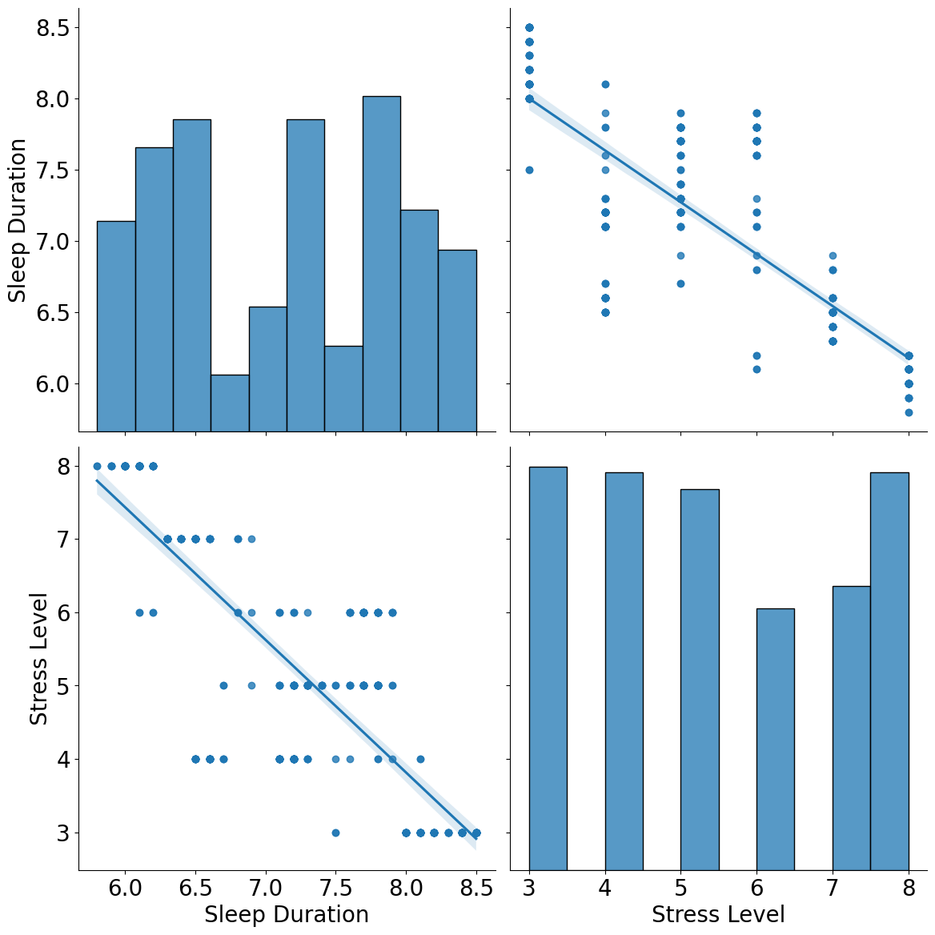 8.5
8.0
7.5
7.0
6.5
6.0
Sleep Duration
8
7
6
5
4
3
Stress Level
6.0 6.5 7.0 7.5 8.0 8.5
Sleep Duration
3 4 5 6 7 8
Stress Level